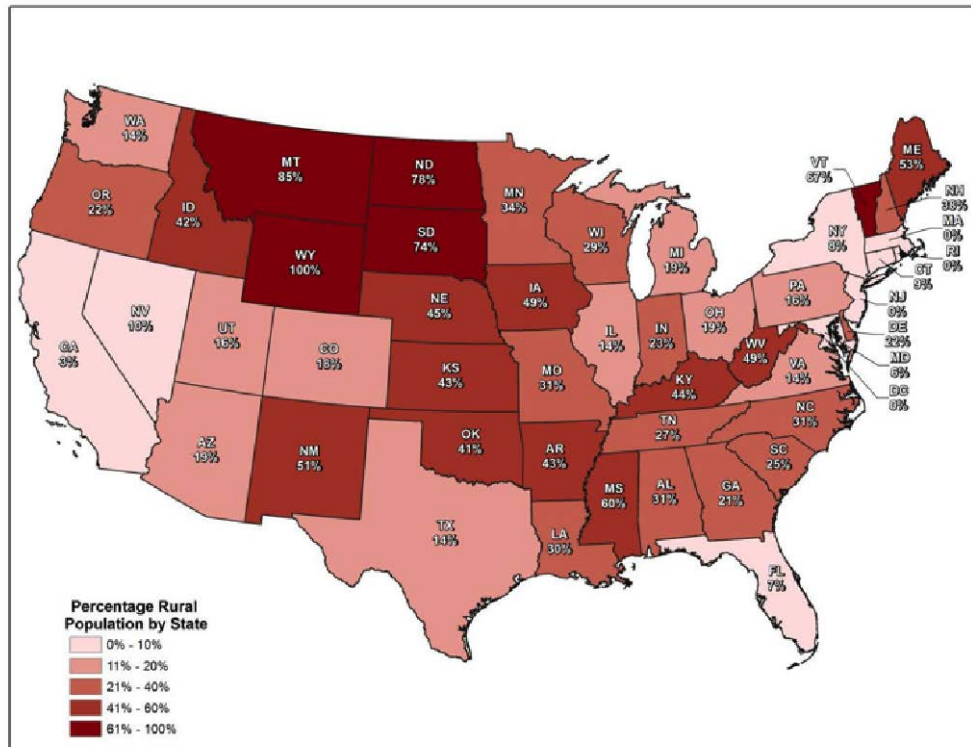 WA
14%
MT
85%
ND
78%
MN
34%
VT
67%
ME
53%
NH
38%
MA
0%
RI
0%
CT
9%
NJ
0%
DE
22%
MD
6%
DC
0%
OR
22%
ID
42%
WY
100%
SD
74%
WI
29%
MI
19%
NY
8%
PA
16%
NV
10%
UT
16%
CO
18%
NE
45%
IA
49%
IL
14%
IN
23%
OH
19%
WV
49%
VA
14%
CA
3%
KS
43%
MO
31%
KY
44%
NC
31%
TN
27%
SC
25%
AZ
19%
NM
51%
OK
41%
AR
43%
MS
60%
AL
31%
GA
21%
TX
14%
LA
30%
FL
7%
Percentage Rural
Population by State
0% - 10%
11% - 20%
21% - 40%
41% - 60%
61% - 100%